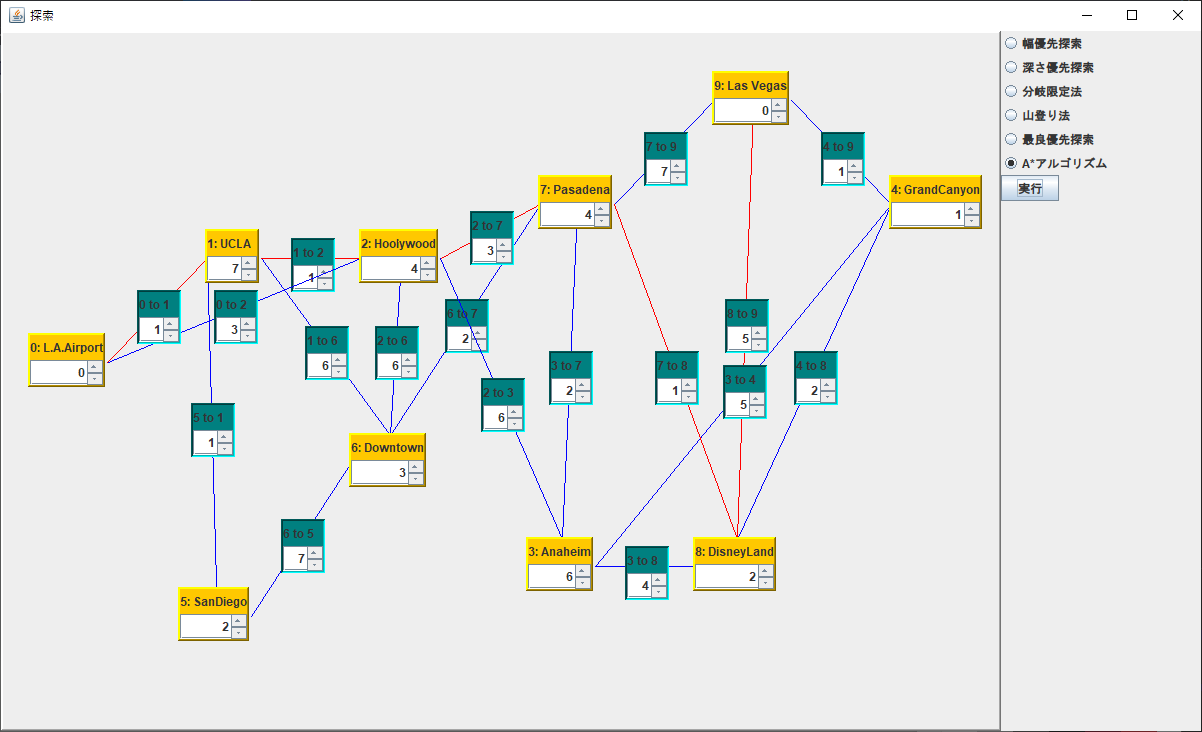 探索
幅優先探索
深さ優先探索
分岐限定法
山登り法
最良優先探索
A*アルゴリズム
実行
9: Las Vegas
0
7 to 9
7
4 to 9
1
7: Pasadena
4
4: GrandCanyon
1
2 to 7
3
1: UCLA
7
1 to 2
1
2: Hoolywood
4
0 to 1
1
0 to 2
3
6 to 7
2
8 to 9
5
0: L.A.Airport
0
1 to 6
6
2 to 6
6
3 to 7
2
7 to 8
1
3 to 4
5
4 to 8
2
2 to 3
6
5 to 1
1
6: Downtown
3
6 to 5
7
3: Anaheim
6
3 to 8
4
8: DisneyLand
2
5: SanDiego
2